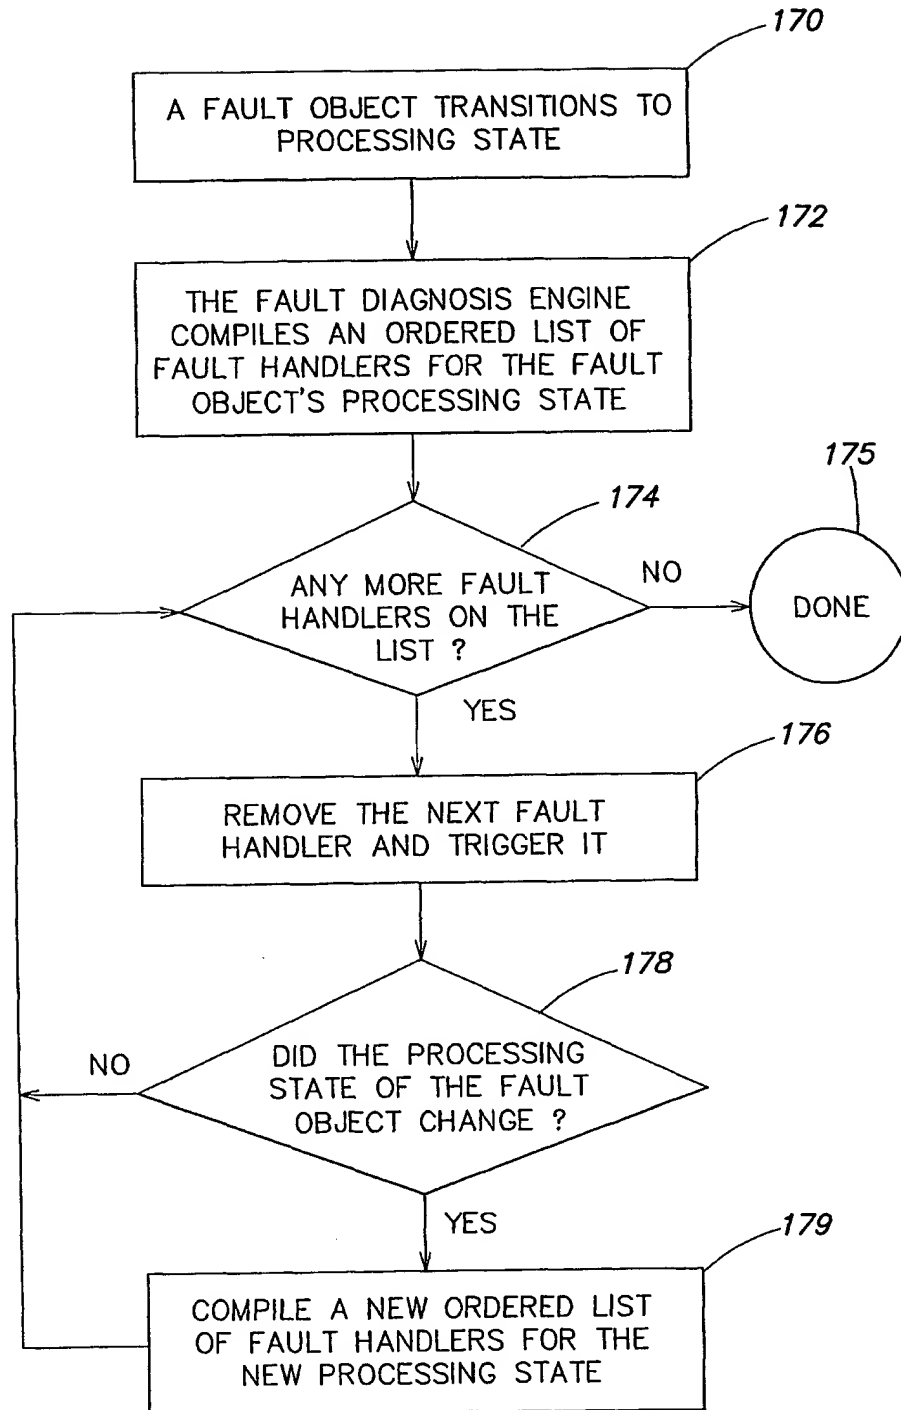 170
A FAULT OBJECT TRANSITIONS TO
PROCESSING STATE
172
THE FAULT DIAGNOSIS ENGINE
COMPILES AN ORDERED LIST OF
FAULT HANDLERS FOR THE FAULT
OBJECT'S PROCESSING STATE
174
175
ANY MORE FAULT
HANDLERS ON THE
LIST ?
NO
DONE
YES
176
REMOVE THE NEXT FAULT
HANDLER AND TRIGGER IT
178
DID THE PROCESSING
STATE OF THE FAULT
OBJECT CHANGE ?
NO
YES
179
COMPILE A NEW ORDERED LIST
OF FAULT HANDLERS FOR THE
NEW PROCESSING STATE